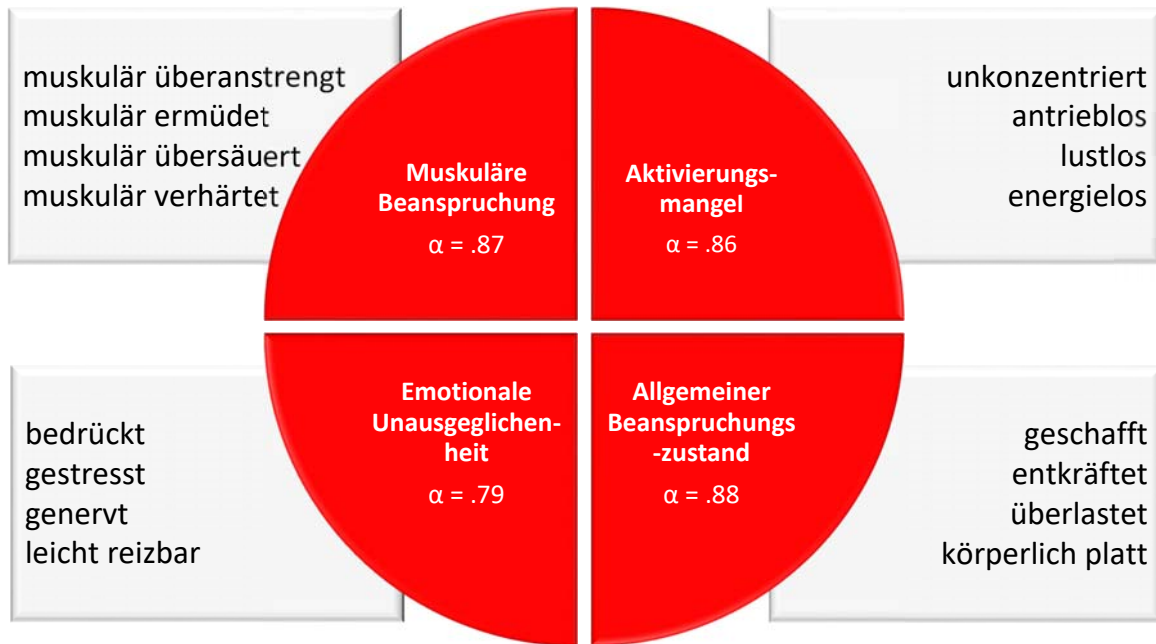 muskulär überanstrengt
muskulär ermüdet
muskulär übersäuert
muskulär verhärtet
Muskuläre
Beanspruchung
α = .87
Aktivierungs-
mangel
α = .86
unkonzentriert
antrieblos
lustlos
energielos
bedrückt
gestresst
genervt
leicht reizbar
Emotionale
Unausgeglichen-
heit
α = .79
Allgemeiner
Beanspruchungs
-zustand
α = .88
geschafft
entkräftet
überlastet
körperlich platt